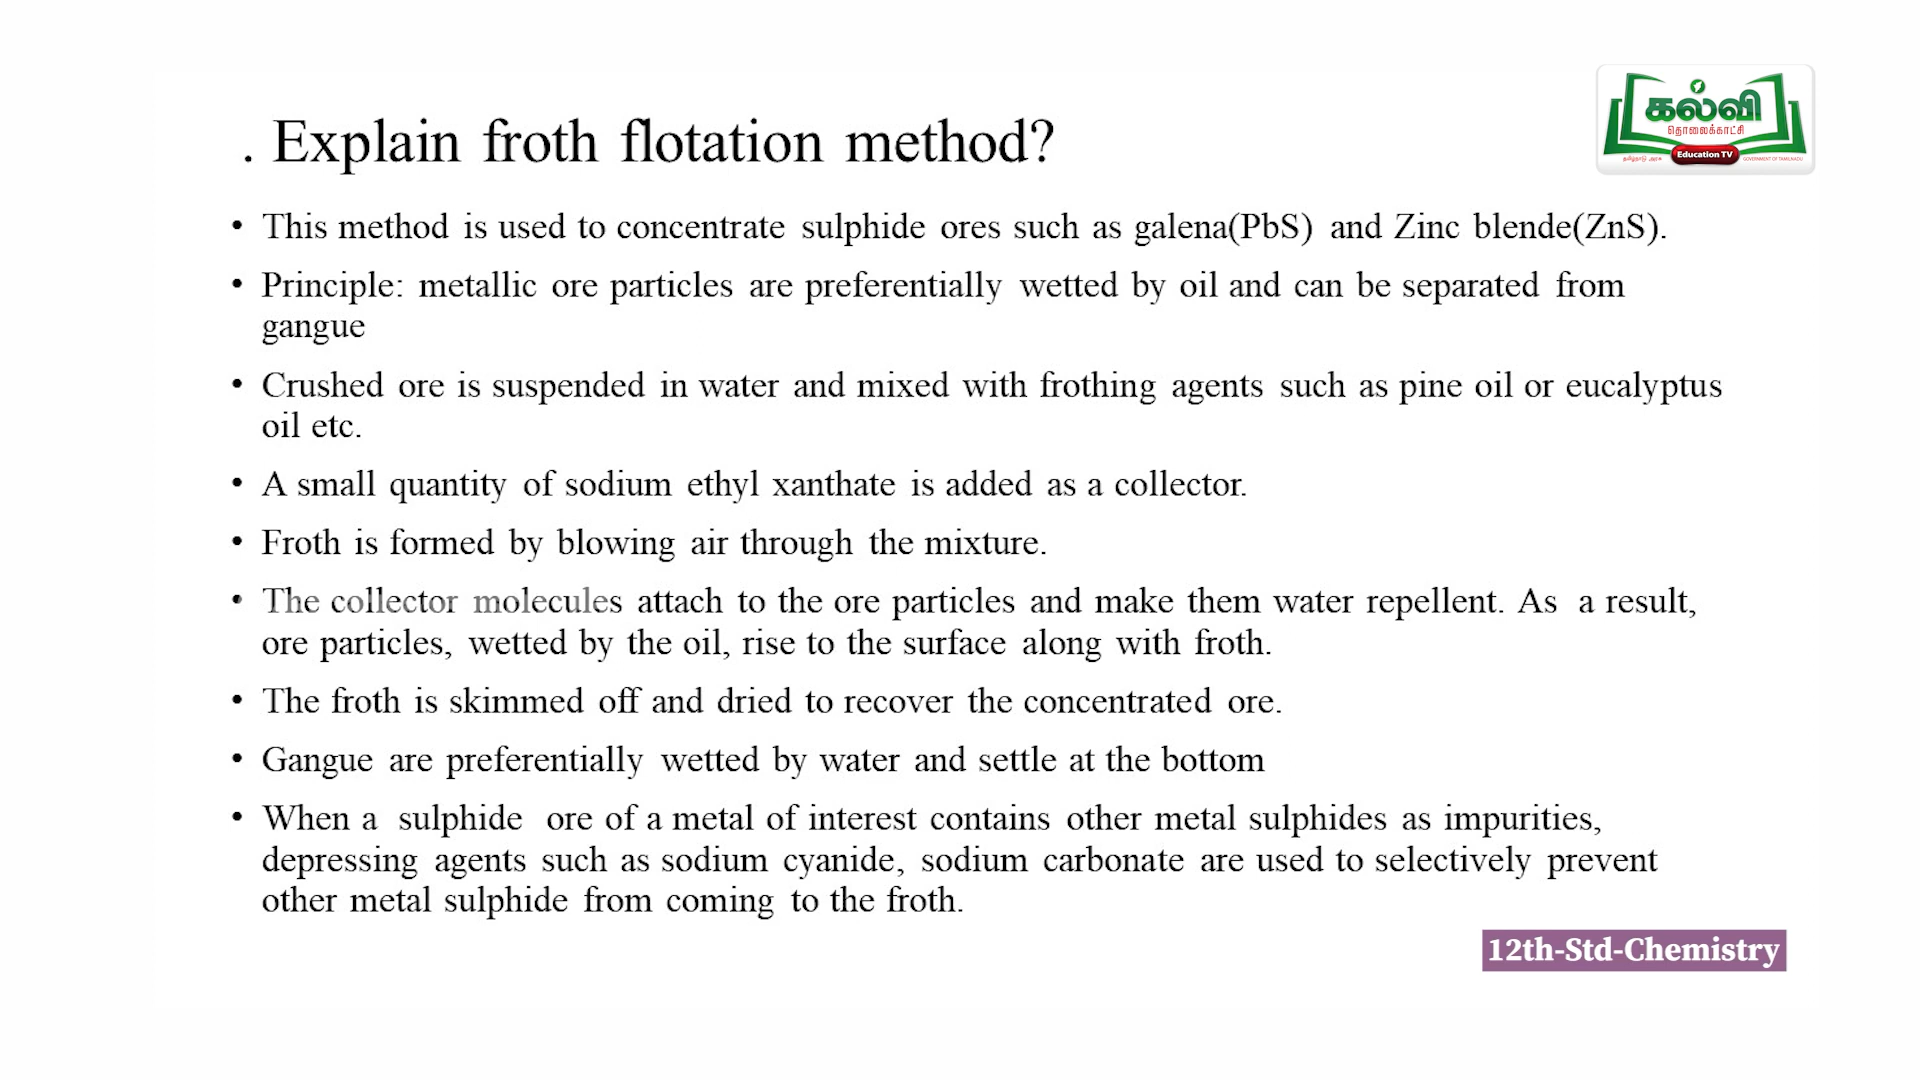 கல்வி
தொலைக்காட்சி
தமிழ்நாடு அரசு
Education TV
GOVERNMENT OF TAMILNADU
. Explain froth flotation method?
• This method is used to concentrate sulphide ores such as galena(PbS) and Zinc blende(ZnS).
• Principle: metallic ore particles are preferentially wetted by oil and can be separated from
gangue
• Crushed ore is suspended in water and mixed with frothing agents such as pine oil or eucalyptus
oil etc.
• A small quantity of sodium ethyl xanthate is added as a collector.
• Froth is formed by blowing air through the mixture.
• The collector molecules attach to the ore particles and make them water repellent. As a result,
ore particles, wetted by the oil, rise to the surface along with froth.
• The froth is skimmed off and dried to recover the concentrated ore.
• Gangue are preferentially wetted by water and settle at the bottom
• When a sulphide ore of a metal of interest contains other metal sulphides as impurities,
depressing agents such as sodium cyanide, sodium carbonate are used to selectively prevent
other metal sulphide from coming to the froth.
12th-Std-Chemistry